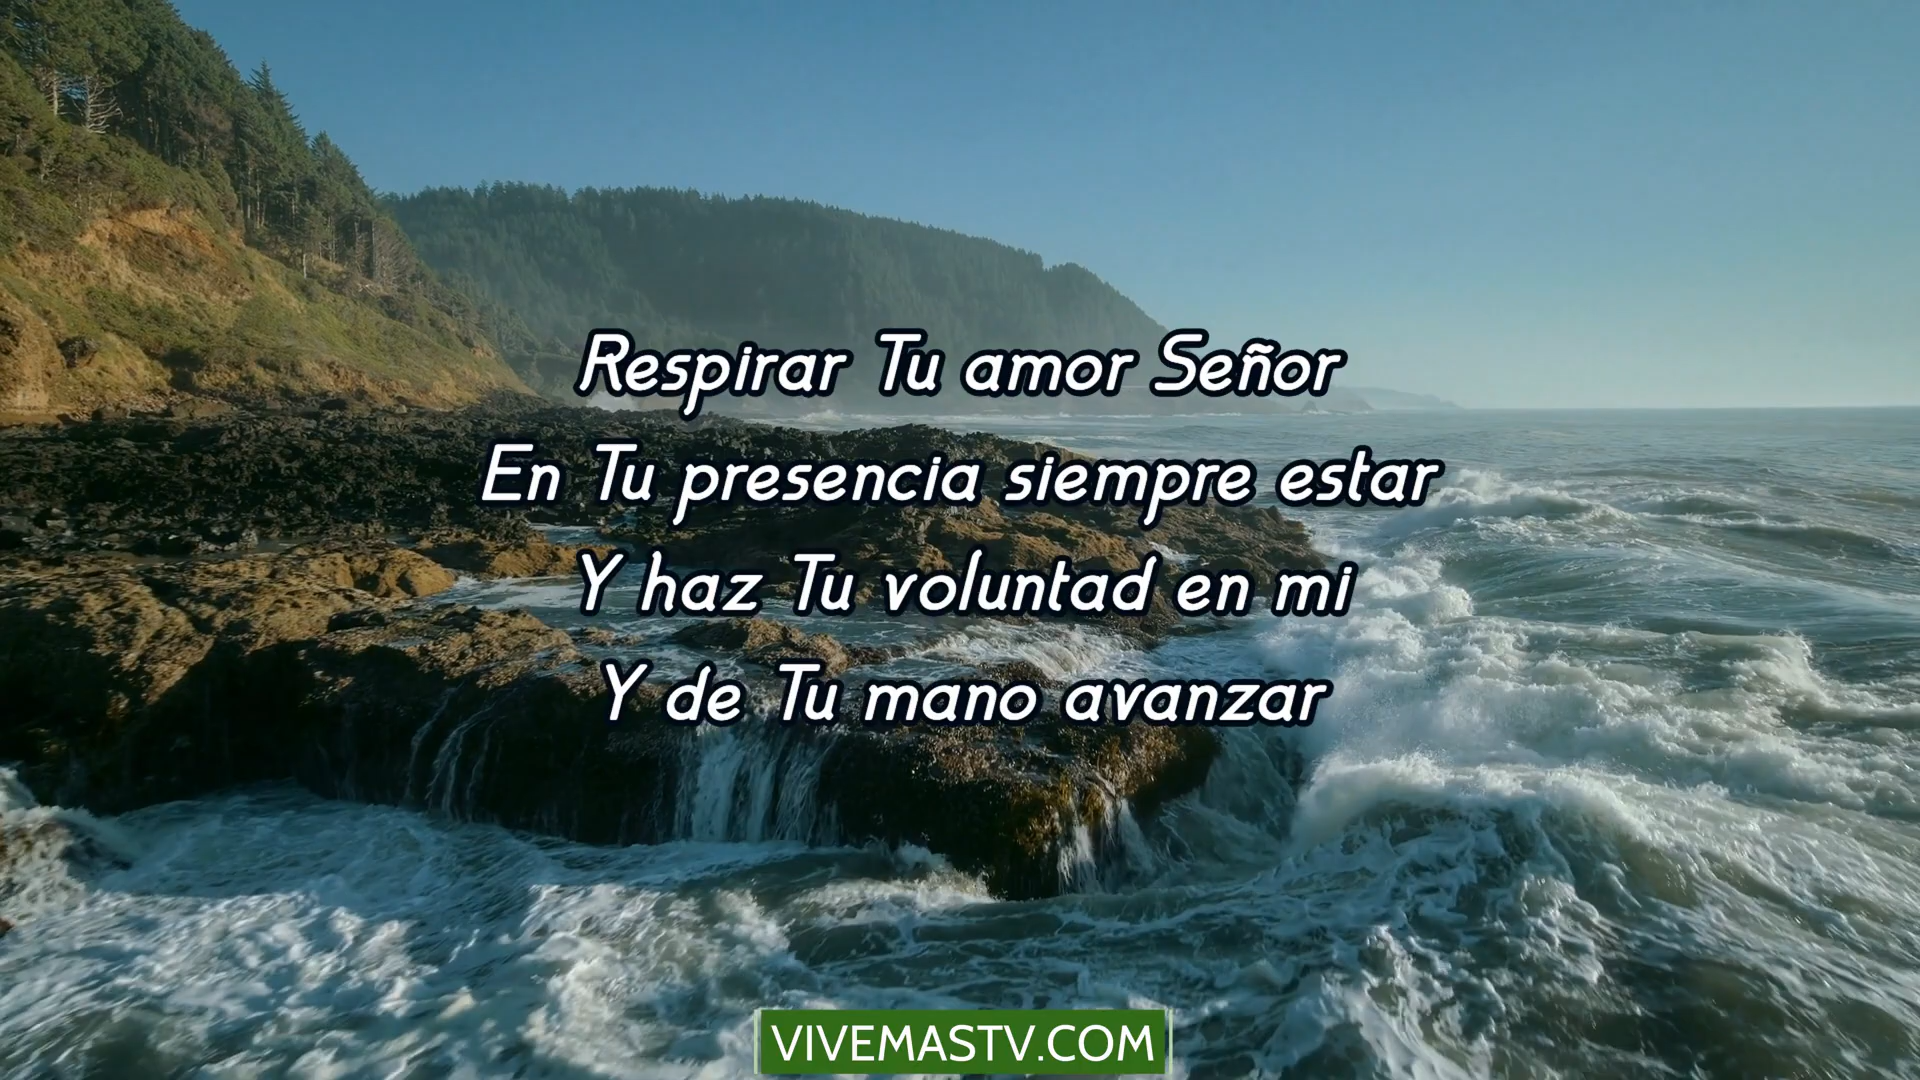 Respirar Tu amor Señor
En Tu presencia siempre estar
Y haz Tu voluntad en mi
Y de Tu mano avanzar
VIVEMASTV.COM